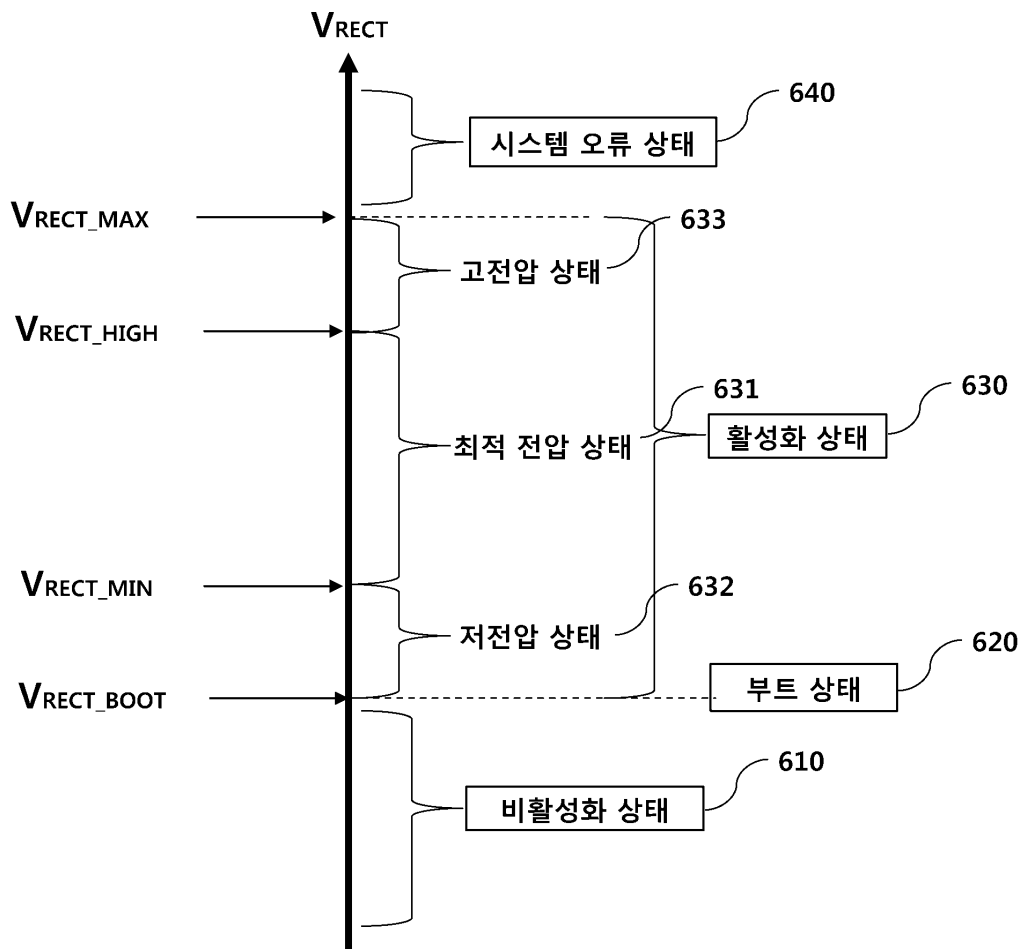 VRECT
640
시스템 오류 상태
VRECT_MAX
633
고전압 상태
VRECT_HIGH
631
630
최적 전압 상태
활성화 상태
VRECT_MIN
632
저전압 상태
620
VRECT_BOOT
부트 상태
610
비활성화 상태